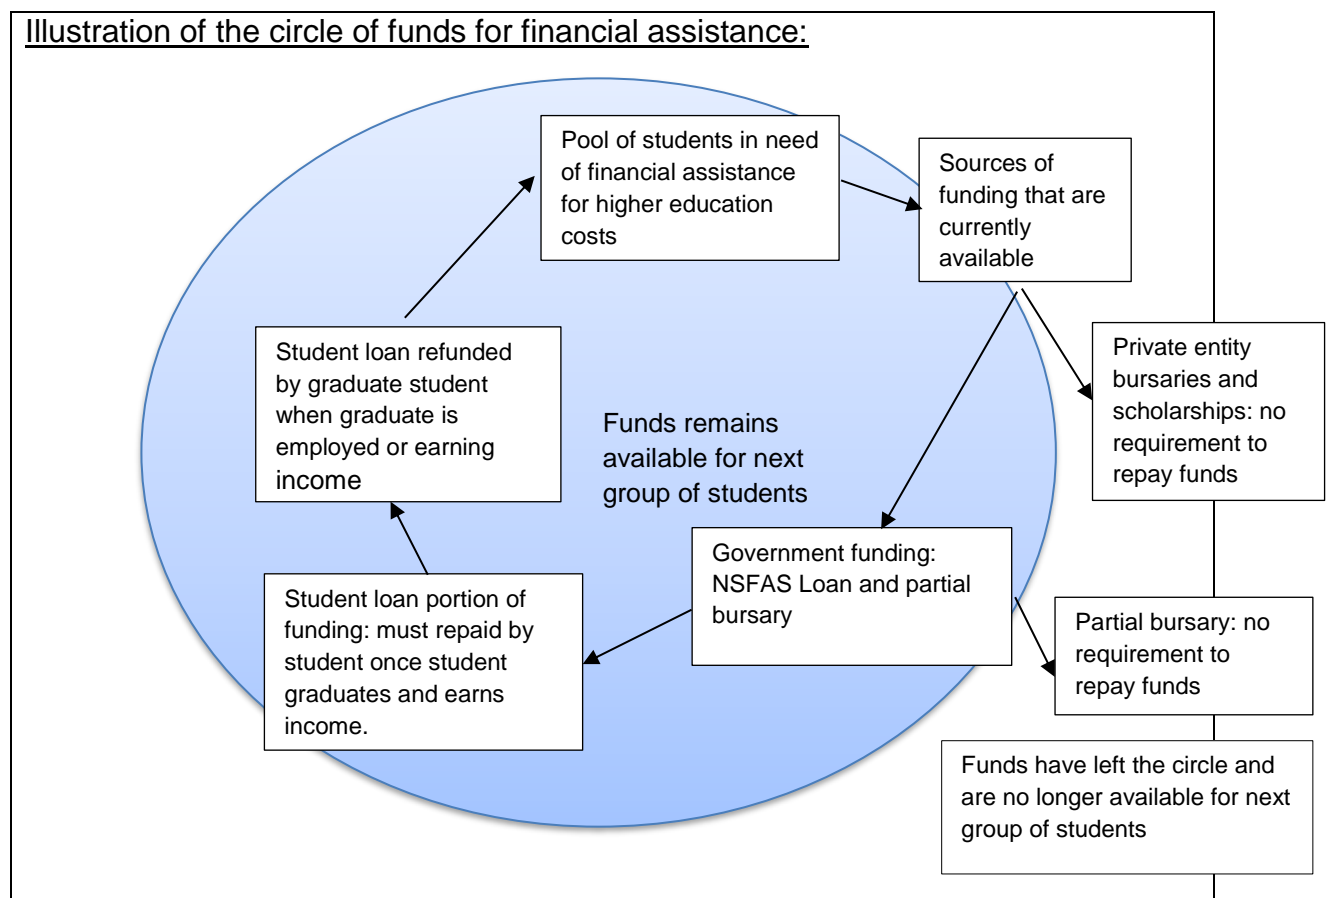 Illustration of the circle of funds for financial assistance:
Pool of students in need
of financial assistance
for higher education
costs
Sources of
funding that are
currently
available
Private entity
bursaries and
scholarships: no
requirement to
repay funds
Student loan refunded
by graduate student
when graduate is
employed or earning
income
Funds remains
available for next
group of students
Government funding:
NSFAS Loan and partial
bursary
Student loan portion of
funding: must repaid by
student once student
graduates and earns
income.
Partial bursary: no
requirement to
repay funds
Funds have left the circle and
are no longer available for next
group of students